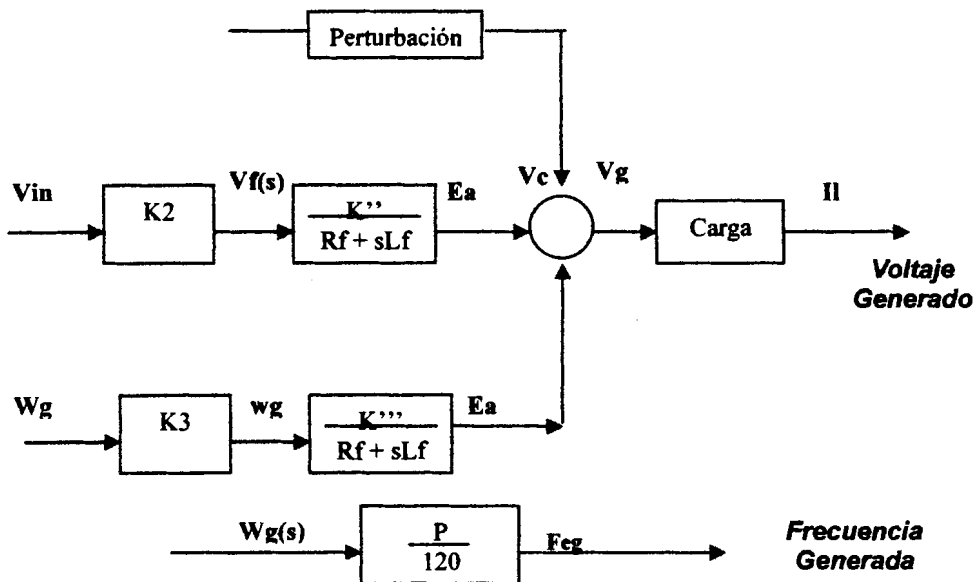 Perturbación
Vin
K2
Vf(s)
K’’
Rf + sLf
Ea
Vc
Vg
Carga
Il
Voltaje
Generado
Wg
K3
wg
K’’’
Rf + sLf
Ea
Wg(s)
P
120
Feg
Frecuencia
Generada